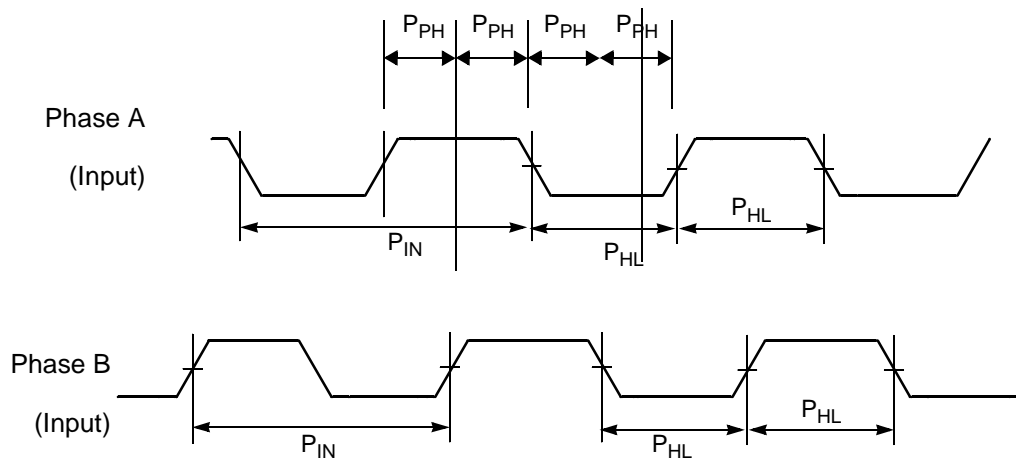 PPH PPH PPH PPH
Phase A
(Input)
PIN
PHL
PHL
Phase B
(Input)
PIN
PHL
PHL